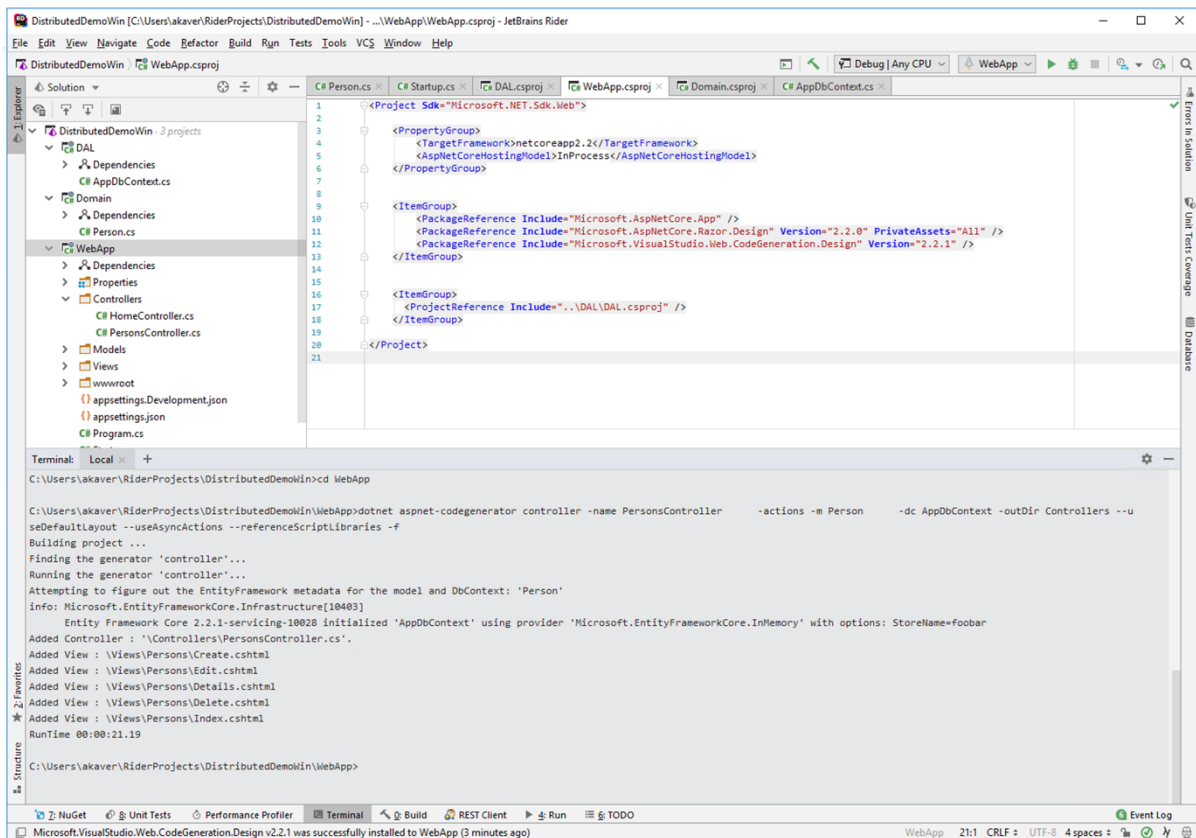 DistributedDemoWin [C:\Users\akaver\RiderProjects\DistributedDemoWin] - ...\WebApp\WebApp.csproj - JetBrains Rider
File Edit View Navigate Code Refactor Build Run Tests Tools VCS Window Help
DistributedDemoWin WebApp.csproj Debug | Any CPU WebApp
Solution
C# Person.cs C# Startup.cs DAL.csproj WebApp.csproj Domain.csproj C# AppDbContext.cs
1: Explorer
DistributedDemoWin · 3 projects
DAL
Dependencies
C# AppDbContext.cs
Domain
Dependencies
C# Person.cs
WebApp
Dependencies
Properties
Controllers
C# HomeController.cs
C# PersonsController.cs
Models
Views
wwwroot
{} appsettings.Development.json
{} appsettings.json
C# Program.cs
1 <Project Sdk="Microsoft.NET.Sdk.Web">
2
3 <PropertyGroup>
4 <TargetFramework>netcoreapp2.2</TargetFramework>
5 <AspNetCoreHostingModel>InProcess</AspNetCoreHostingModel>
6 </PropertyGroup>
7
8
9 <ItemGroup>
10 <PackageReference Include="Microsoft.AspNetCore.App" />
11 <PackageReference Include="Microsoft.AspNetCore.Razor.Design" Version="2.2.0" PrivateAssets="All" />
12 <PackageReference Include="Microsoft.VisualStudio.Web.CodeGeneration.Design" Version="2.2.1" />
13 </ItemGroup>
14
15
16 <ItemGroup>
17 <ProjectReference Include="..\DAL\DAL.csproj" />
18 </ItemGroup>
19
20 </Project>
21
Errors In Solution
Unit Tests Coverage
Database
Terminal: Local +
C:\Users\akaver\RiderProjects\DistributedDemoWin>cd WebApp
C:\Users\akaver\RiderProjects\DistributedDemoWin\WebApp>dotnet aspnet-codegenerator controller -name PersonsController -actions -m Person -dc AppDbContext -outDir Controllers --u
seDefaultLayout --useAsyncActions --referenceScriptLibraries -f
Building project ...
Finding the generator 'controller'...
Running the generator 'controller'...
Attempting to figure out the EntityFramework metadata for the model and DbContext: 'Person'
info: Microsoft.EntityFrameworkCore.Infrastructure[10403]
Entity Framework Core 2.2.1-servicing-10028 initialized 'AppDbContext' using provider 'Microsoft.EntityFrameworkCore.InMemory' with options: StoreName=foobar
Added Controller : '\Controllers\PersonsController.cs'.
Added View : \Views\Persons\Create.cshtml
Added View : \Views\Persons\Edit.cshtml
Added View : \Views\Persons\Details.cshtml
Added View : \Views\Persons\Delete.cshtml
Added View : \Views\Persons\Index.cshtml
RunTime 00:00:21.19
C:\Users\akaver\RiderProjects\DistributedDemoWin\WebApp>
2: Favorites
Structure
7: NuGet 8: Unit Tests Performance Profiler Terminal 0: Build REST Client 4: Run 6: TODO Event Log
Microsoft.VisualStudio.Web.CodeGeneration.Design v2.2.1 was successfully installed to WebApp (3 minutes ago) WebApp 21:1 CRLF UTF-8 4 spaces